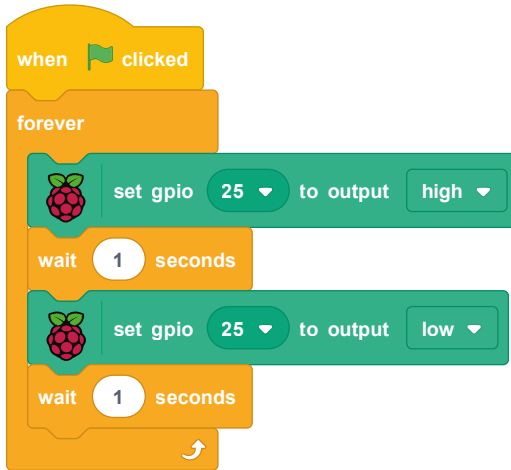 when clicked
forever
set gpio 25 to output high
wait 1 seconds
set gpio 25 to output low
wait 1 seconds